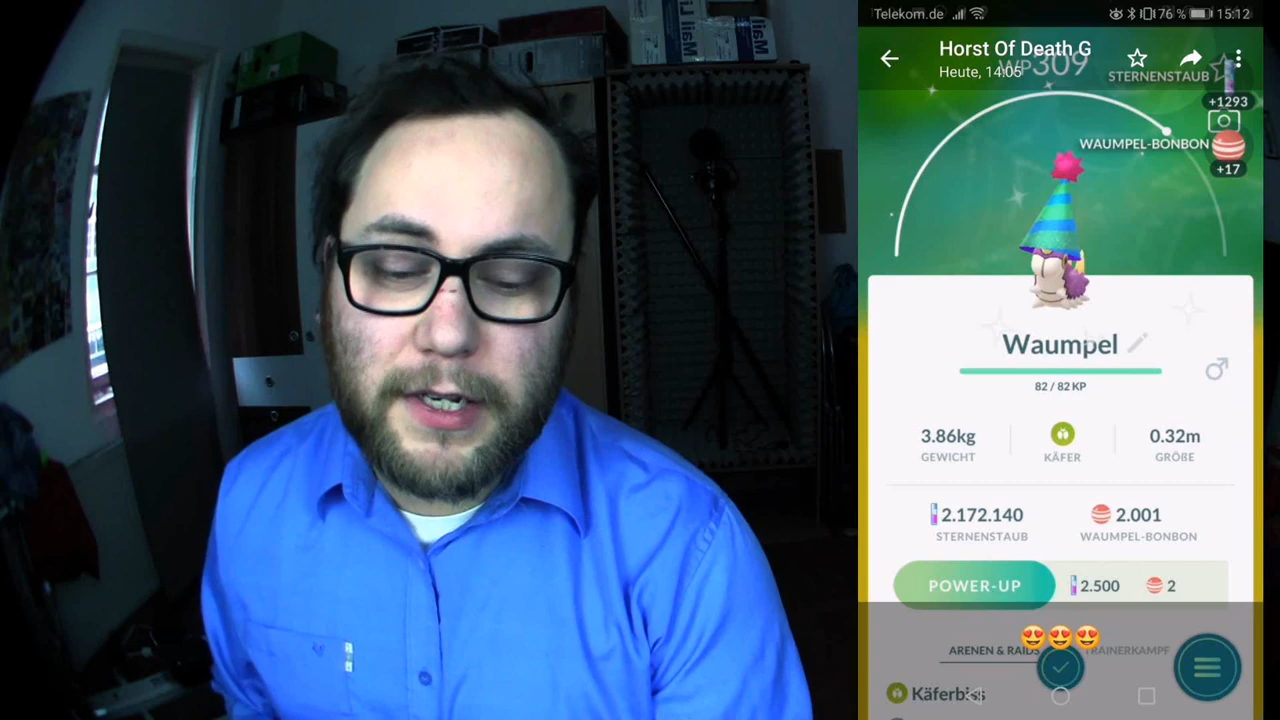 Mail
Mail
Telekom.de 76 % 15:12
Horst Of Death G
Heute, 14:05
WP309
STERNENSTAUB
+1293
WAUMPEL-BONBON
+17
Waumpel
82 / 82 KP
3.86kg
GEWICHT
KÄFER
0.32m
GRÖßE
2.172.140
STERNENSTAUB
2.001
WAUMPEL-BONBON
POWER-UP 2.500 2
ARENEN & RAIDS TRAINERKAMPF
Käferbiss